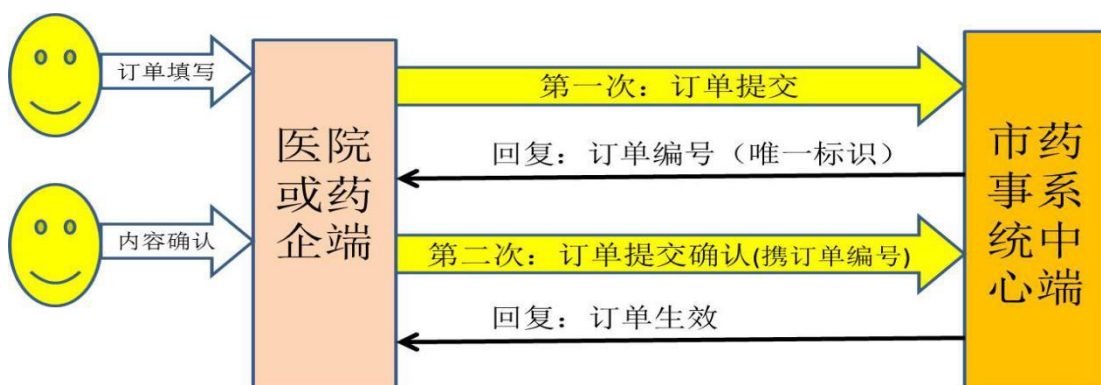 订单填写
第一次：订单提交
医院
或药
企端
回复：订单编号（唯一标识）
市药
事系
统中
心端
内容确认
第二次：订单提交确认(携订单编号)
回复：订单生效